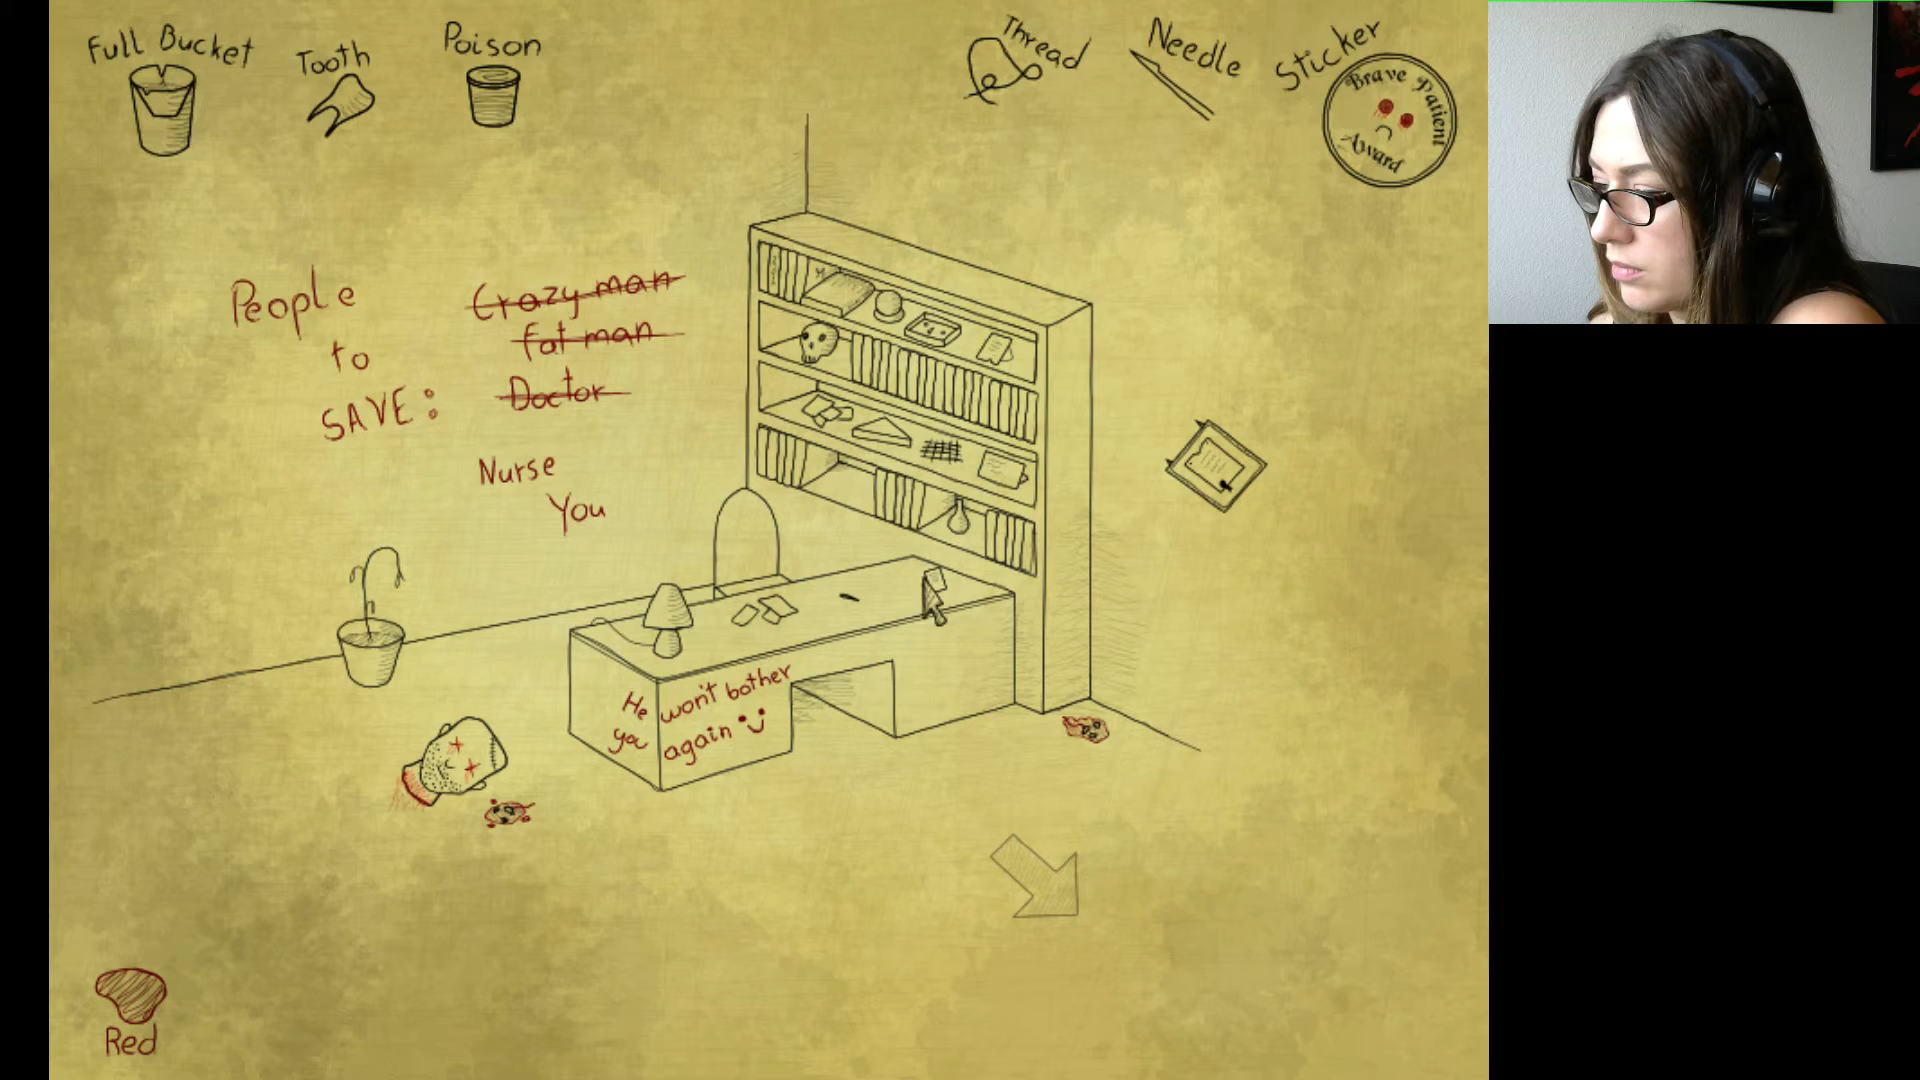 Full Bucket
Tooth
Poison
Thread
Needle
Sticker
Brave Patient
Award
People
to
SAVE:
Crazy man
fat man
Doctor
Nurse
You
He won't bother
you again
Red